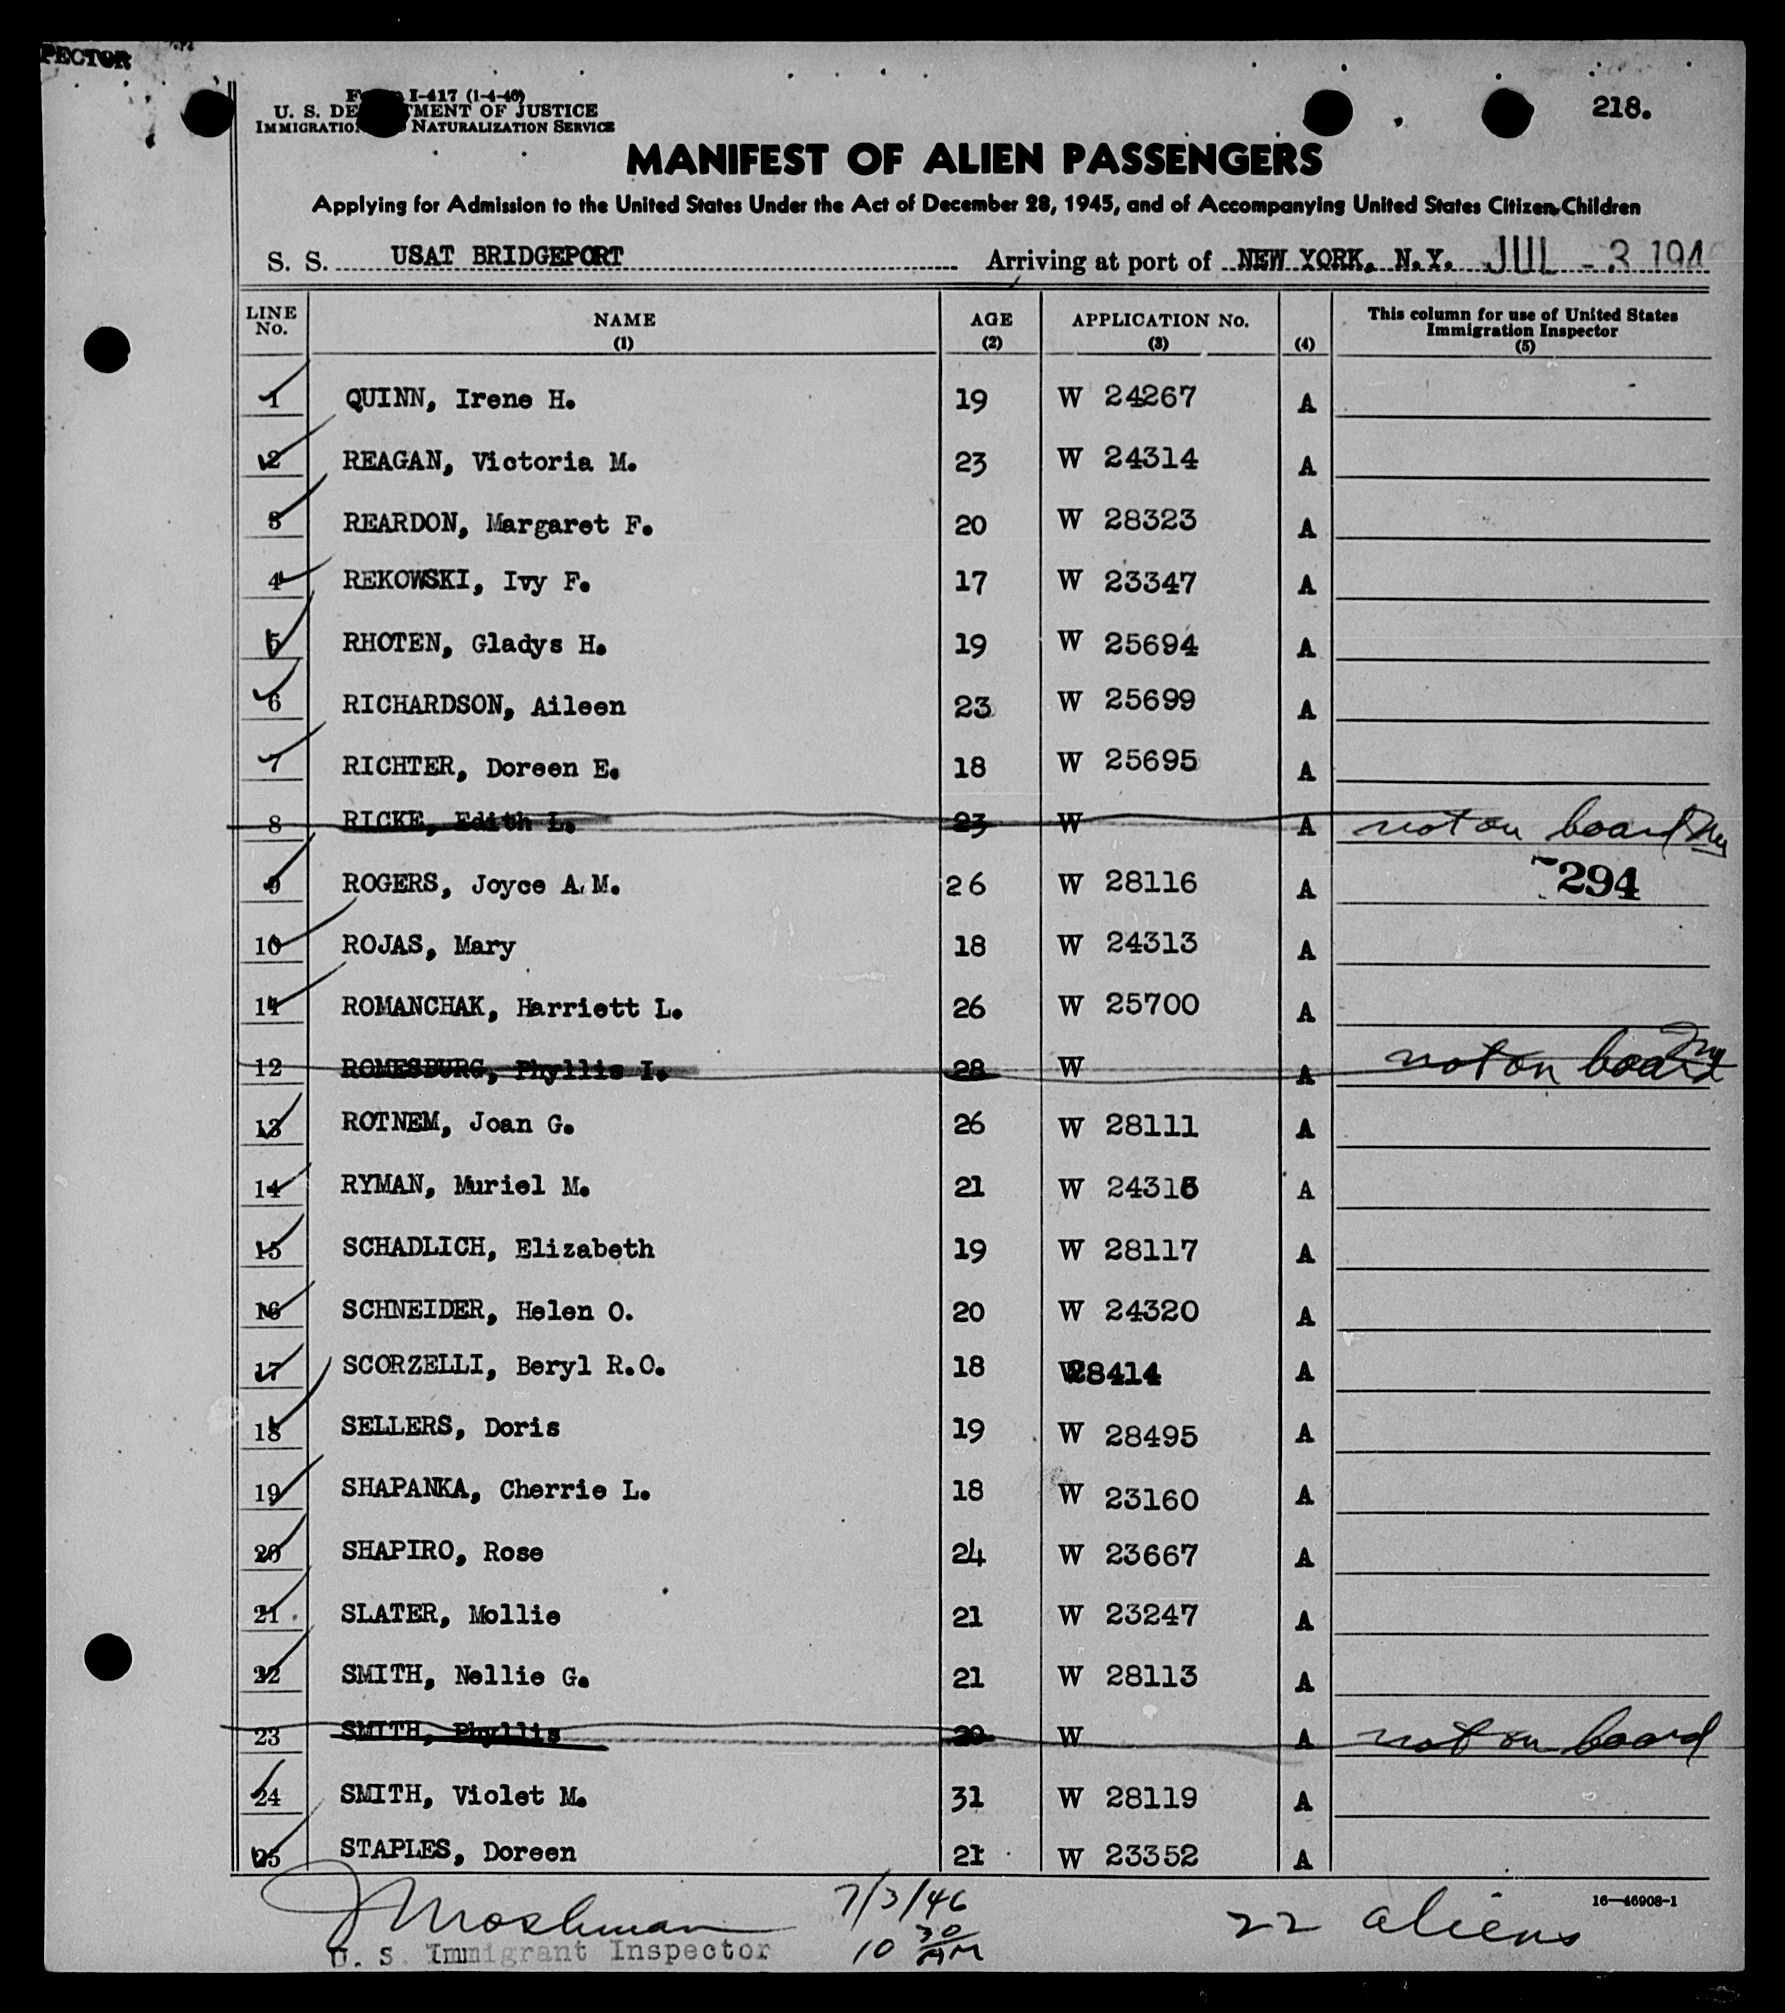 PECTOR
I-417 (1-4-46)
218.
U. S. DE MENT OF JUSTICE
IMMIGRATIO NATURALIZATION SERVICE
MANIFEST OF ALIEN PASSENGERS
Applying for Admission to the United States Under the Act of December 28, 1945, and of Accompanying United States Citizen Children
S. S. USAT BRIDGEPORT Arriving at port of NEW YORK, N.Y. JUL - 3 194
LINE No. NAME (1) AGE (2) APPLICATION No. (3) (4) This column for use of United States Immigration Inspector (5)
1 QUINN, Irene H. 19 W 24267 A
2 REAGAN, Victoria M. 23 W 24314 A
3 REARDON, Margaret F. 20 W 28323 A
4 REKOWSKI, Ivy F. 17 W 23347 A
5 RHOTEN, Gladys H. 19 W 25694 A
6 RICHARDSON, Aileen 23 W 25699 A
7 RICHTER, Doreen E. 18 W 25695 A
8 RICKE, Edith L. 23 W A not on board
9 ROGERS, Joyce A.M. 26 W 28116 A 294
10 ROJAS, Mary 18 W 24313 A
11 ROMANCHAK, Harriett L. 26 W 25700 A
12 ROMESBURG, Phyllis I. 28 W A not on board
13 ROTNEM, Joan G. 26 W 28111 A
14 RYMAN, Muriel M. 21 W A
15 SCHADLICH, Elizabeth 19 W 28117 A
16 SCHNEIDER, Helen O. 20 W 24320 A
17 SCORZELLI, Beryl R.O. 18 W28414 A
18 SELLERS, Doris 19 W 28495 A
19 SHAPANKA, Cherrie L. 18 W 23160 A
20 SHAPIRO, Rose 24 W 23667 A
21 SLATER, Mollie 21 W 23247 A
22 SMITH, Nellie G. 21 W 28113 A
23 SMITH, Phyllis W A not on board
24 SMITH, Violet M. 31 W 28119 A
25 STAPLES, Doreen 21 W 23352 A
16—46908-1
J Moshman 7/3/46 22 aliens
U. S. Immigrant Inspector 10 30 AM